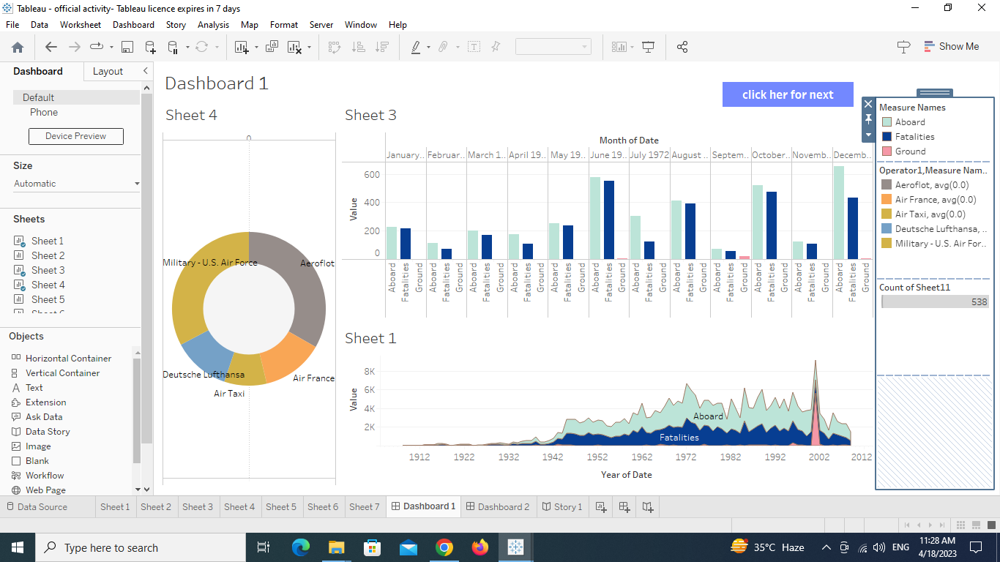 Tableau - official activity- Tableau licence expires in 7 days
File Data Worksheet Dashboard Story Analysis Map Format Server Window Help
Show Me
Dashboard Layout
Default
Phone
Device Preview
Size
Automatic
Sheets
Sheet 1
Sheet 2
Sheet 3
Sheet 4
Sheet 5
Objects
Horizontal Container
Vertical Container
Text
Extension
Ask Data
Data Story
Image
Blank
Workflow
Web Page
Dashboard 1
click her for next
Sheet 4
0
Military - U.S. Air Force
Aeroflot
Deutsche Lufthansa
Air France
Air Taxi
Sheet 3
Month of Date
January.. Februar.. March 1.. April 19.. May 19.. June 19.. July 1972 August .. Septem.. October.. Novemb.. Decemb..
Value
600
400
200
0
Aboard Fatalities Ground Aboard Fatalities Ground Aboard Fatalities Ground Aboard Fatalities Ground Aboard Fatalities Ground Aboard Fatalities Ground Aboard Fatalities Ground Aboard Fatalities Ground Aboard Fatalities Ground Aboard Fatalities Ground Aboard Fatalities Ground Aboard Fatalities Ground
Sheet 1
Value
8K
6K
4K
2K
Aboard
Fatalities
1912 1922 1932 1942 1952 1962 1972 1982 1992 2002 2012
Year of Date
Measure Names
Aboard
Fatalities
Ground
Operator1,Measure Nam..
Aeroflot, avg(0.0)
Air France, avg(0.0)
Air Taxi, avg(0.0)
Deutsche Lufthansa, ..
Military - U.S. Air For..
Count of Sheet11
538
Data Source Sheet 1 Sheet 2 Sheet 3 Sheet 4 Sheet 5 Sheet 6 Sheet 7 Dashboard 1 Dashboard 2 Story 1
Type here to search
35°C Haze
ENG
11:28 AM
4/18/2023